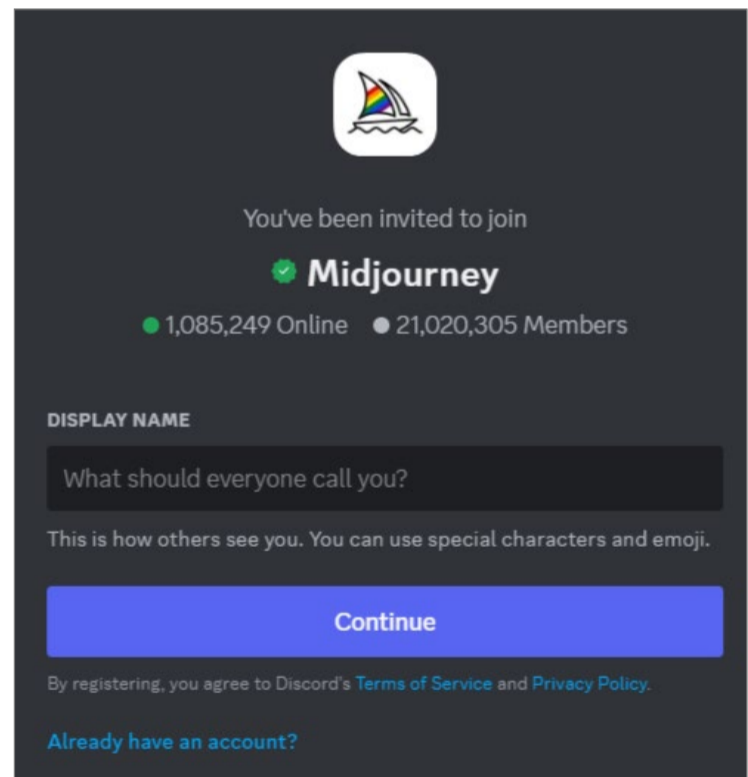 You've been invited to join
Midjourney
1,085,249 Online 21,020,305 Members
DISPLAY NAME
What should everyone call you?
This is how others see you. You can use special characters and emoji.
Continue
By registering, you agree to Discord's Terms of Service and Privacy Policy.
Already have an account?